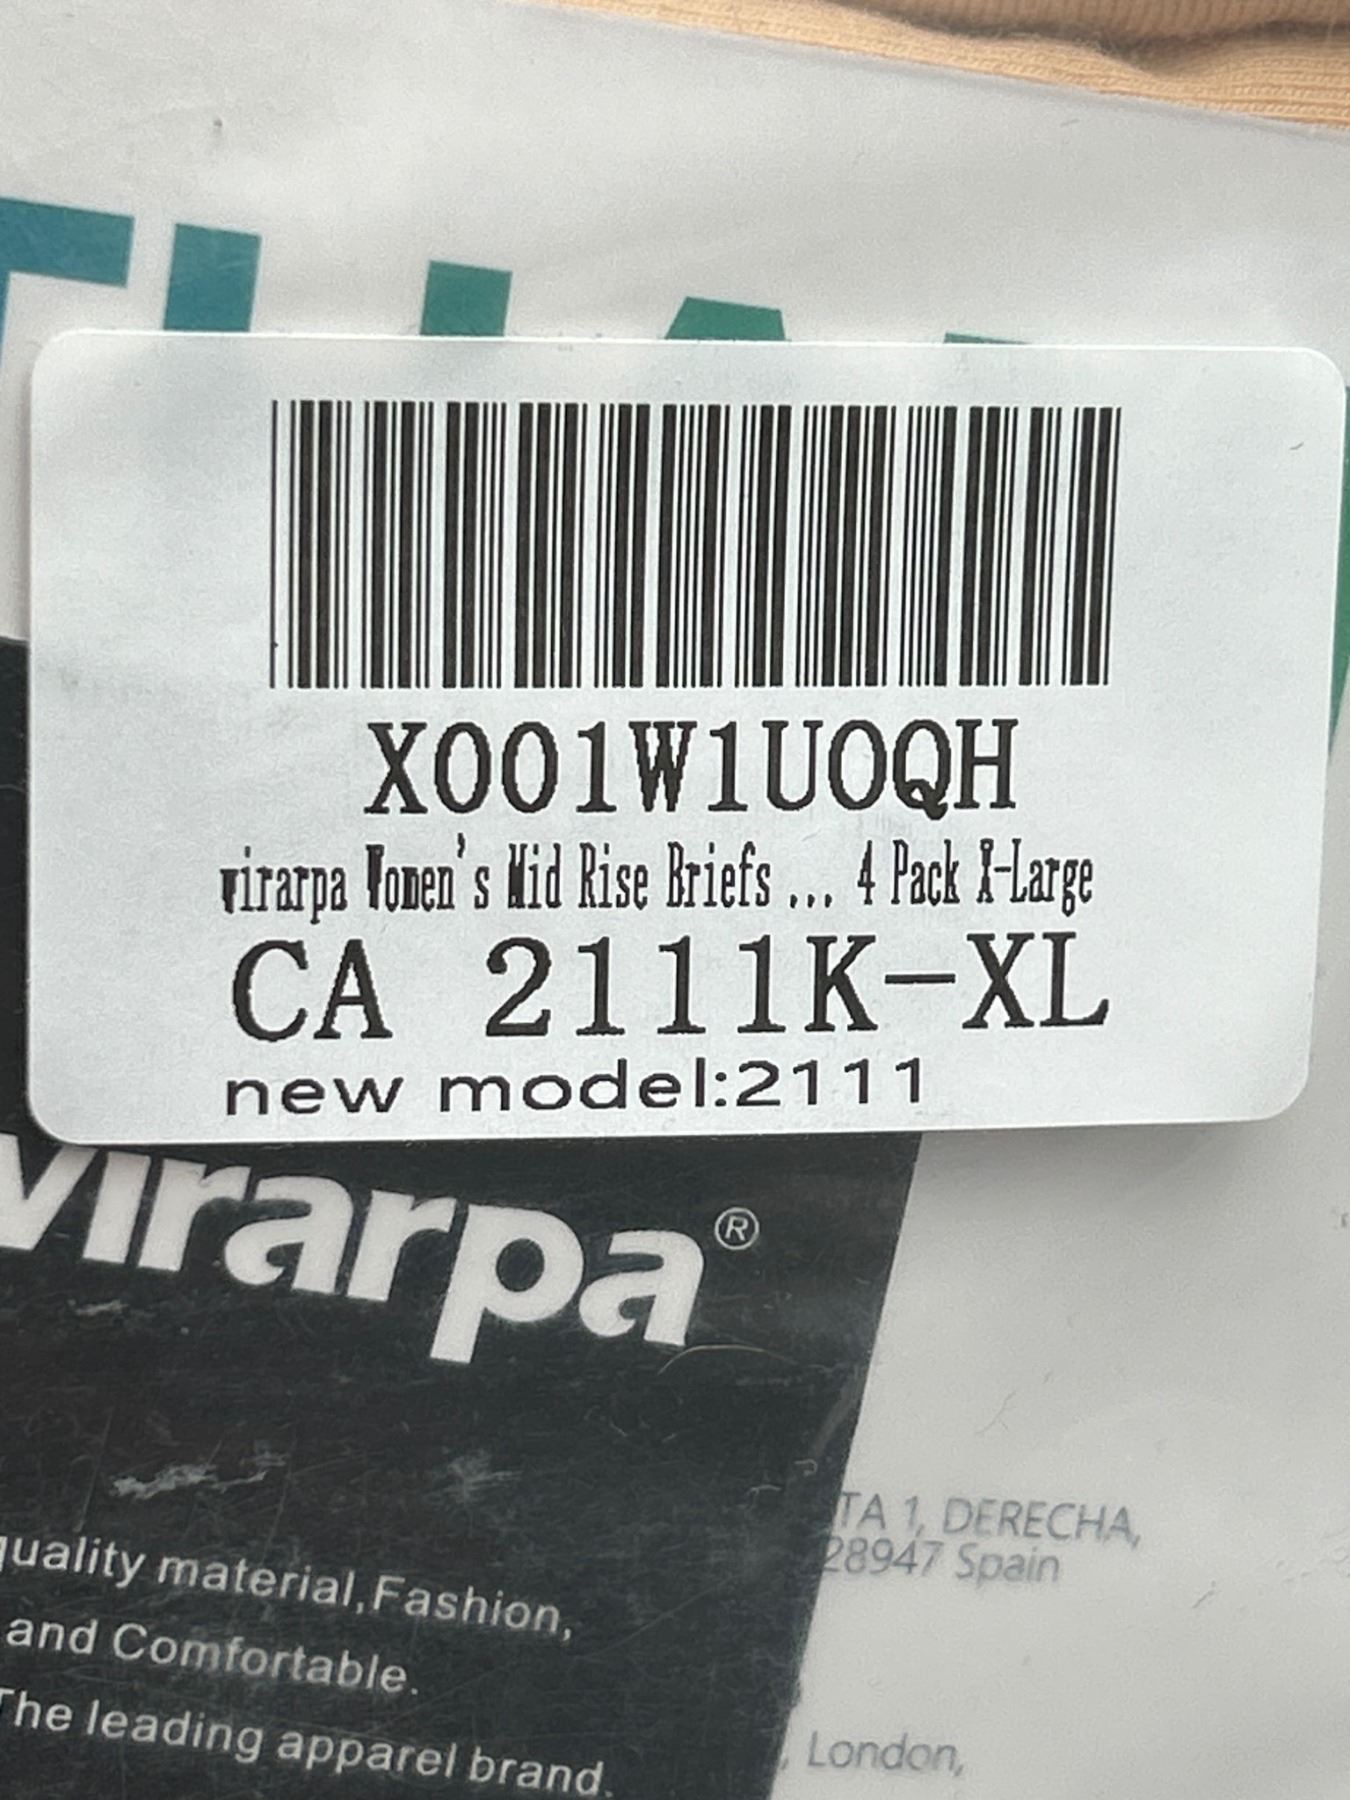 X001W1UOQH
virarpa Women's Mid Rise Briefs ... 4 Pack X-Large
CA 2111K-XL
new model:2111
virarpa®
quality material,Fashion,
and Comfortable.
The leading apparel brand.
TA 1, DERECHA,
28947 Spain
, London,